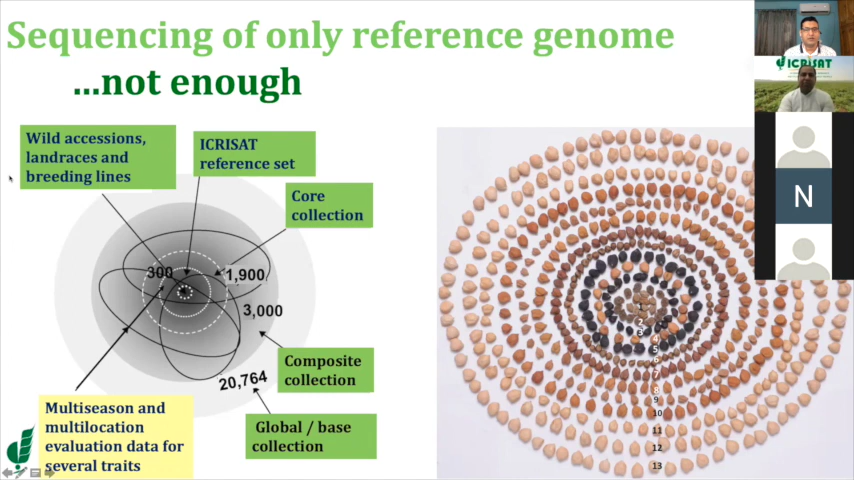 Sequencing of only reference genome
...not enough
Wild accessions,
landraces and
breeding lines
ICRISAT
reference set
Core
collection
300
1,900
3,000
Composite
collection
20,764
Global / base
collection
Multiseason and
multilocation
evaluation data for
several traits
2
3
4
5
6
7
8
9
10
11
12
13
ICRISAT
N